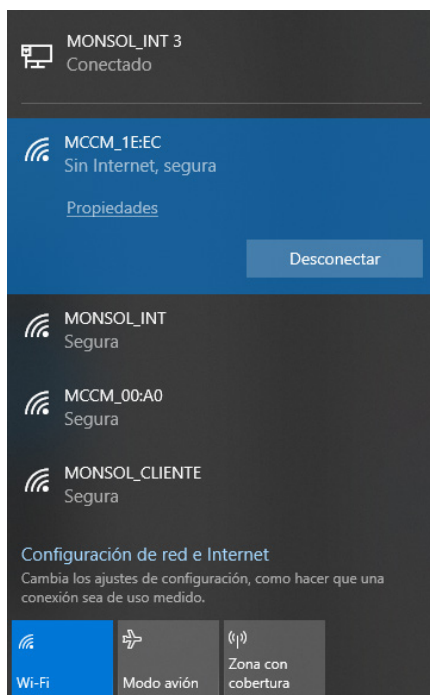 MONSOL_INT 3
Conectado
MCCM_1E:EC
Sin Internet, segura
Propiedades
Desconectar
MONSOL_INT
Segura
MCCM_00:A0
Segura
MONSOL_CLIENTE
Segura
Configuración de red e Internet
Cambia los ajustes de configuración, como hacer que una
conexión sea de uso medido.
Wi-Fi
Modo avión
Zona con
cobertura